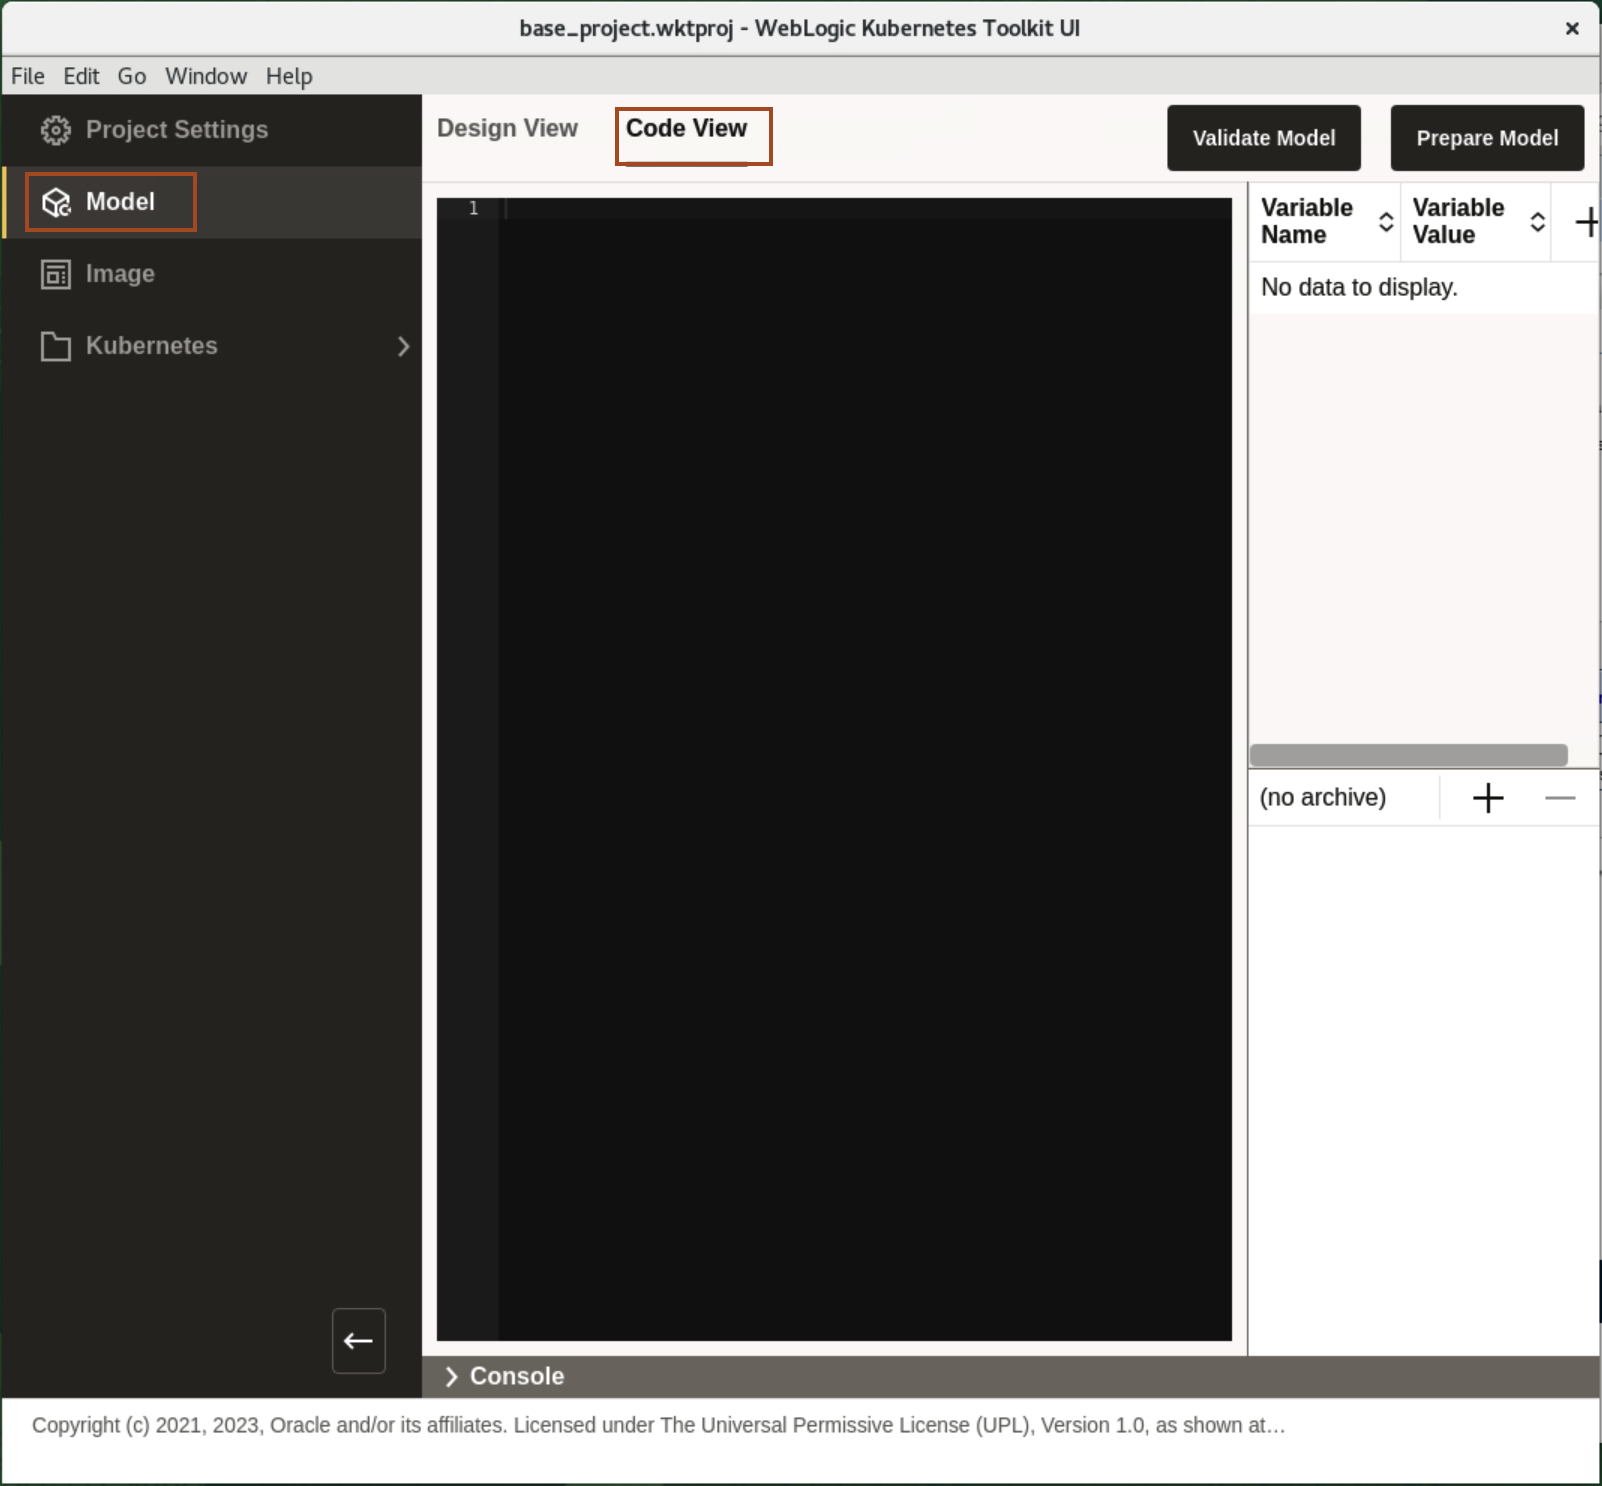 base_project.wktproj - WebLogic Kubernetes Toolkit UI
File Edit Go Window Help
Project Settings
Model
Image
Kubernetes
Design View
Code View
Validate Model
Prepare Model
1
Variable
Name
Variable
Value
No data to display.
(no archive)
Console
Copyright (c) 2021, 2023, Oracle and/or its affiliates. Licensed under The Universal Permissive License (UPL), Version 1.0, as shown at…